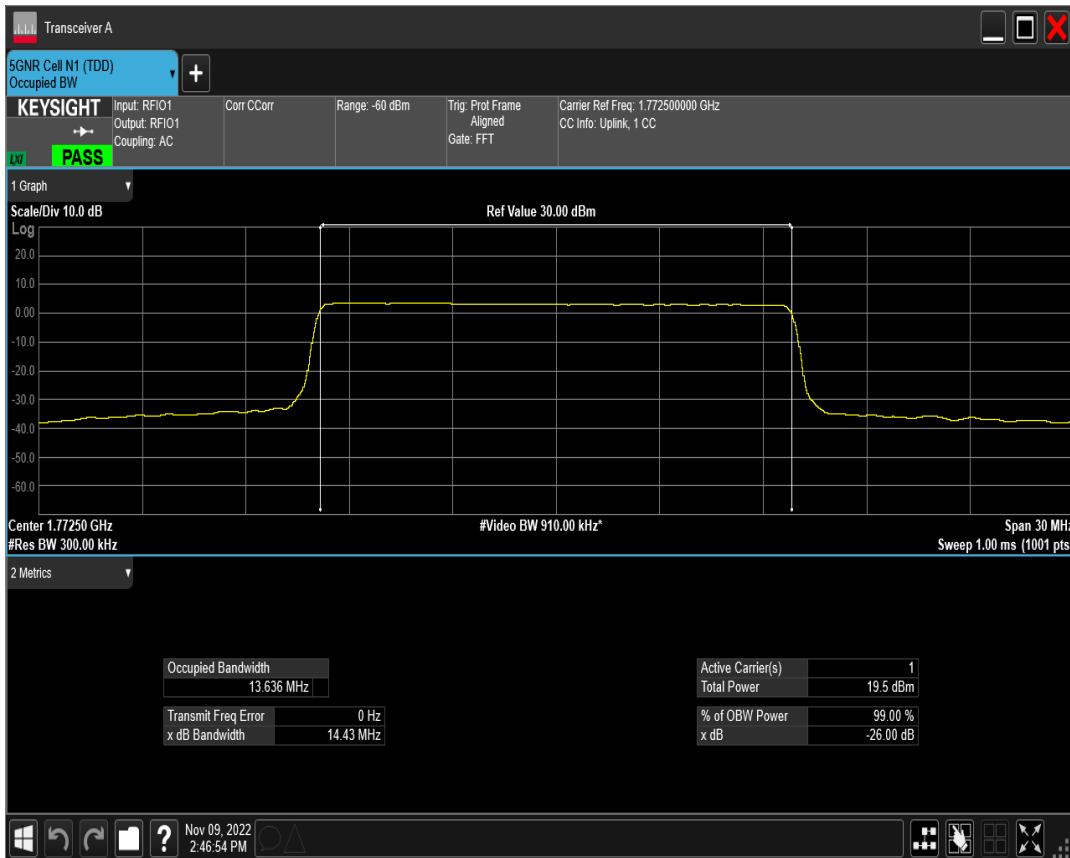 Transceiver A
5GNR Cell N1 (TDD)
Occupied BW
+
KEYSIGHT
LXI
PASS
Input: RFIO1
Output: RFIO1
Coupling: AC
Corr CCorr
Range: -60 dBm
Trig: Prot Frame
Aligned
Gate: FFT
Carrier Ref Freq: 1.772500000 GHz
CC Info: Uplink, 1 CC
1 Graph
Scale/Div 10.0 dB
Ref Value 30.00 dBm
Log
20.0
10.0
0.00
-10.0
-20.0
-30.0
-40.0
-50.0
-60.0
Center 1.77250 GHz
#Video BW 910.00 kHz*
Span 30 MHz
#Res BW 300.00 kHz
Sweep 1.00 ms (1001 pts
2 Metrics
Occupied Bandwidth
13.636 MHz
Transmit Freq Error 0 Hz
x dB Bandwidth 14.43 MHz
Active Carrier(s) 1
Total Power 19.5 dBm
% of OBW Power 99.00 %
x dB -26.00 dB
?
Nov 09, 2022
2:46:54 PM